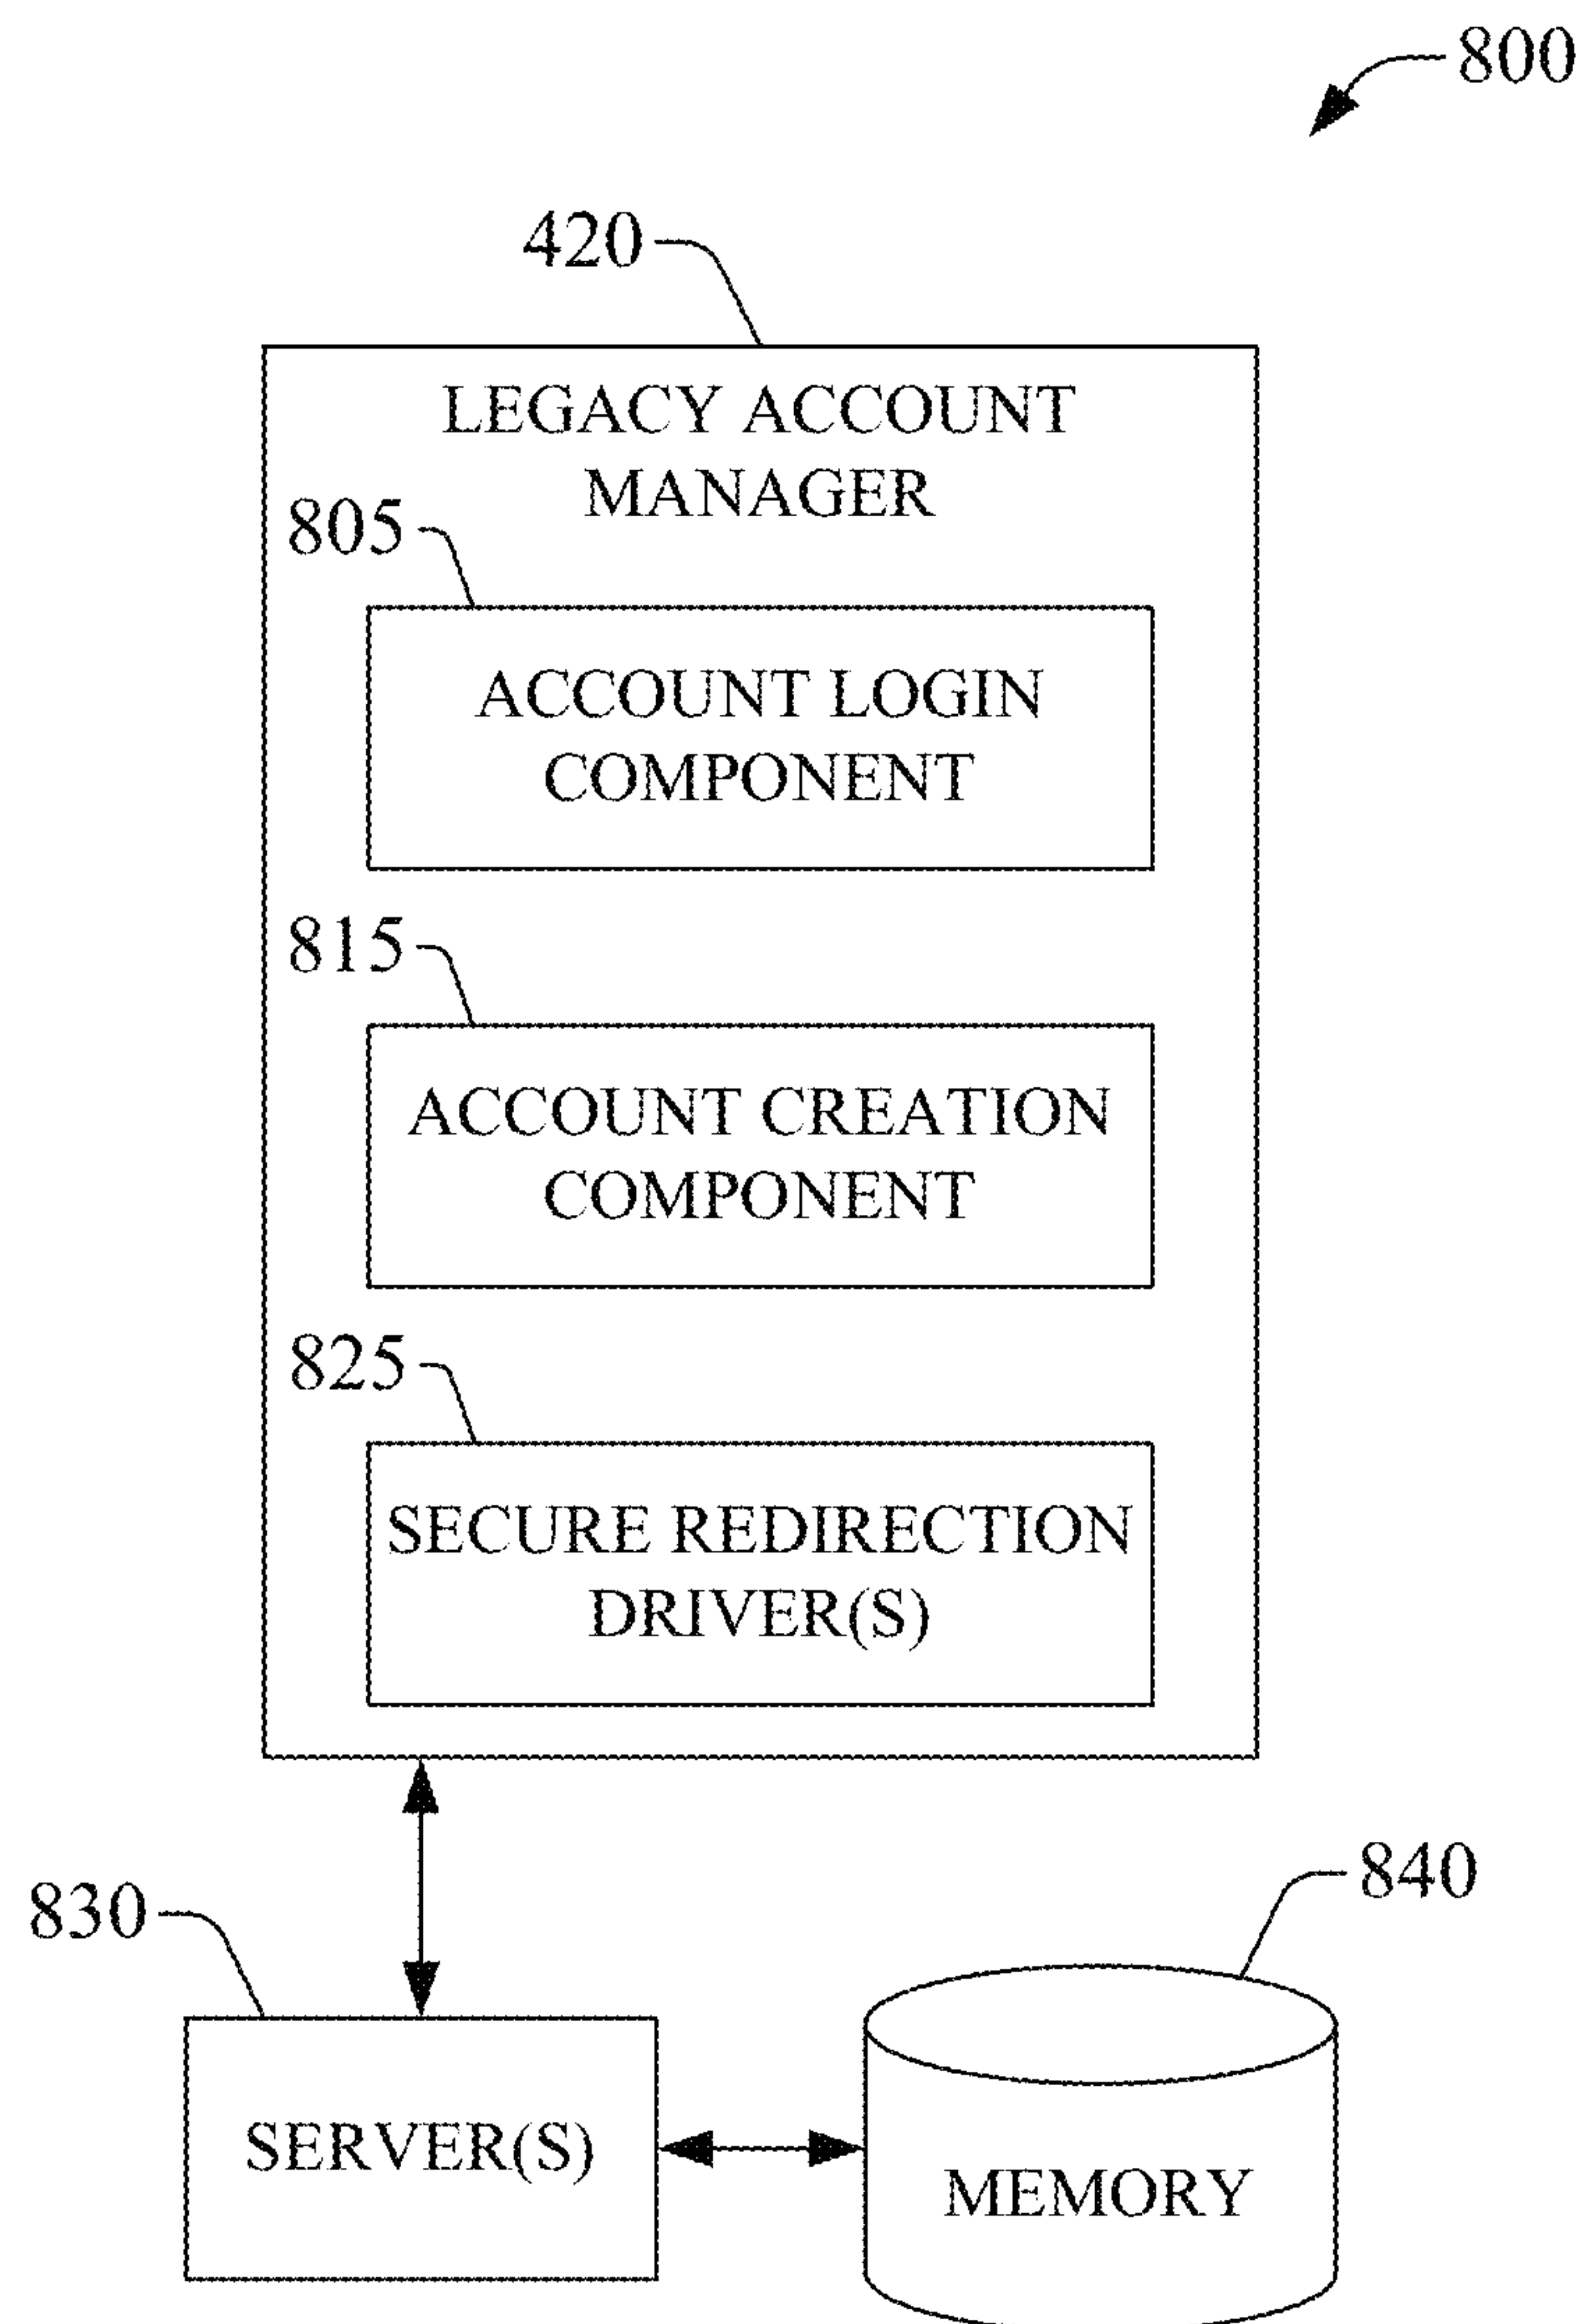 800
420
LEGACY ACCOUNT
MANAGER
805
ACCOUNT LOGIN
COMPONENT
815
ACCOUNT CREATION
COMPONENT
825
SECURE REDIRECTION
DRIVER(S)
830
840
SERVER(S)
MEMORY